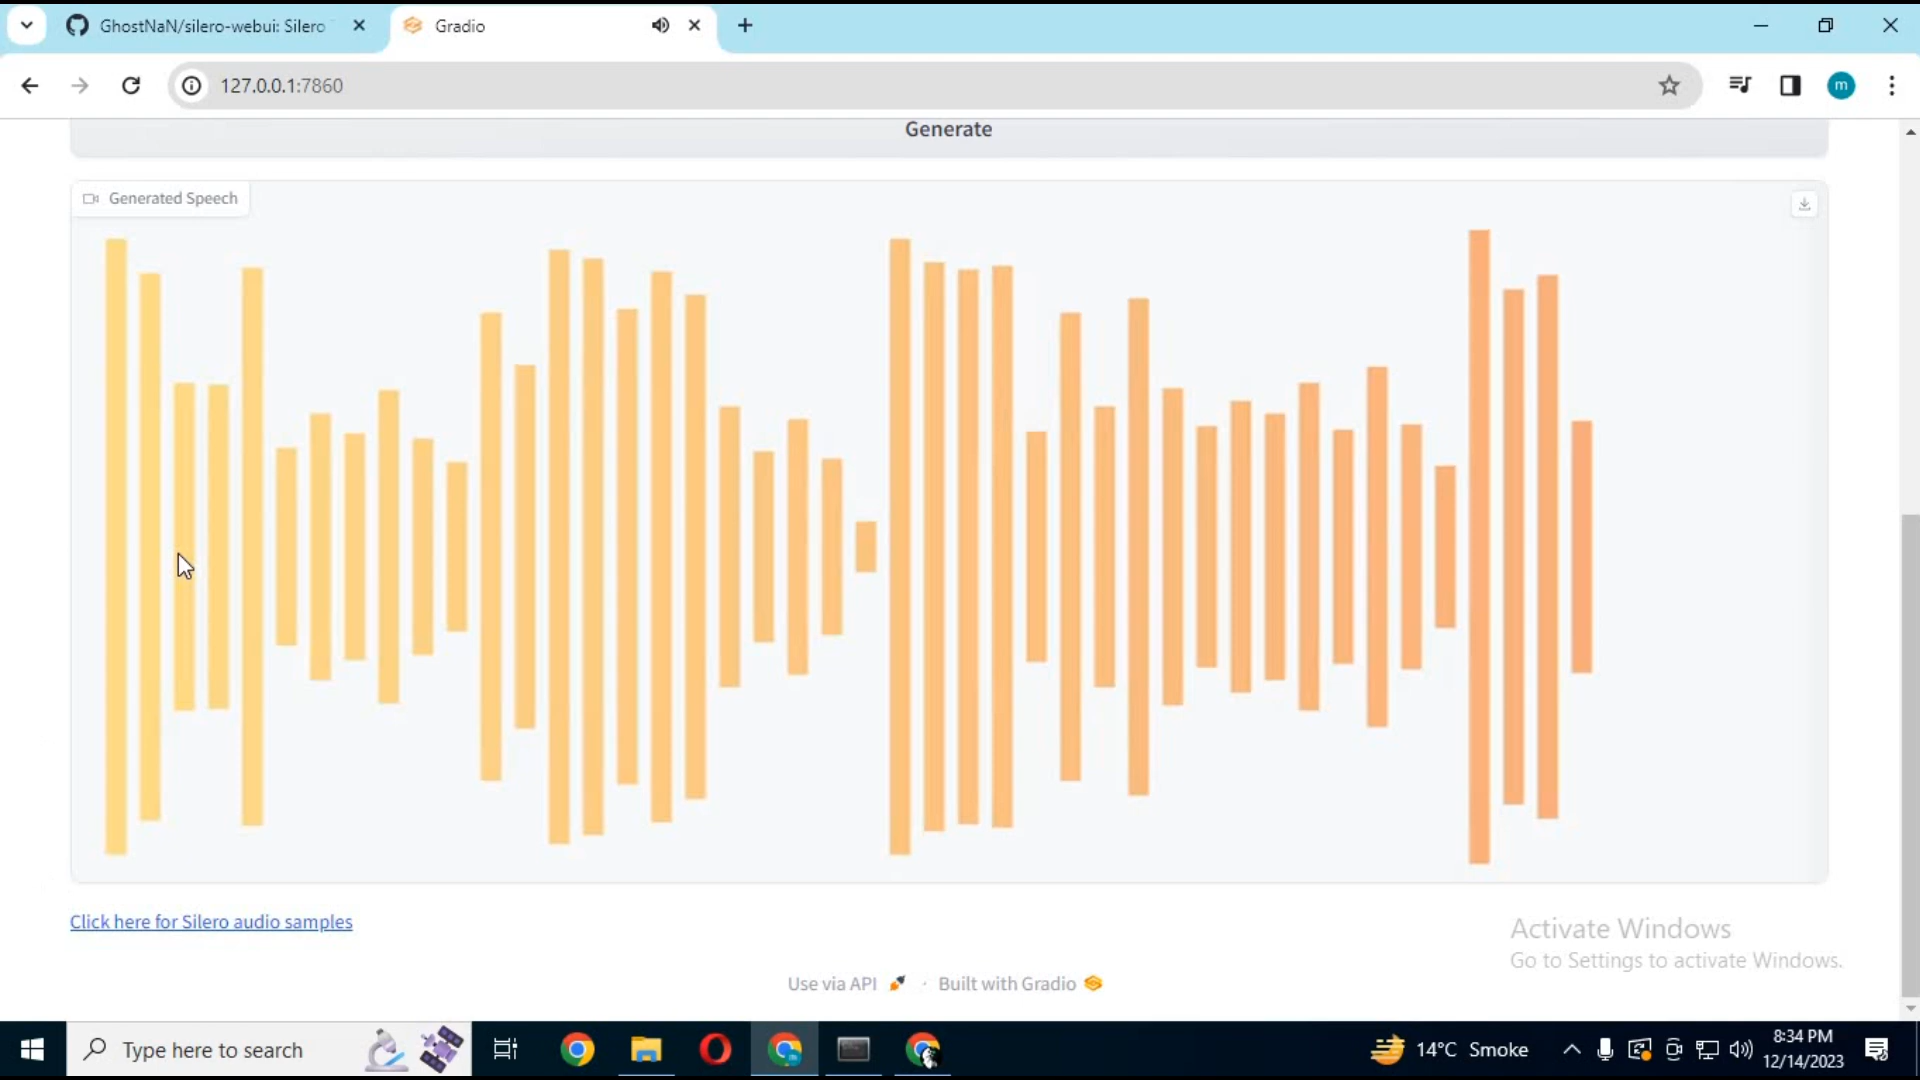 GhostNaN/silero-webui: Silero
Gradio
127.0.0.1:7860
m
Generate
Generated Speech
Click here for Silero audio samples
Activate Windows
Go to Settings to activate Windows.
Use via API · Built with Gradio
Type here to search
14°C Smoke
8:34 PM
12/14/2023